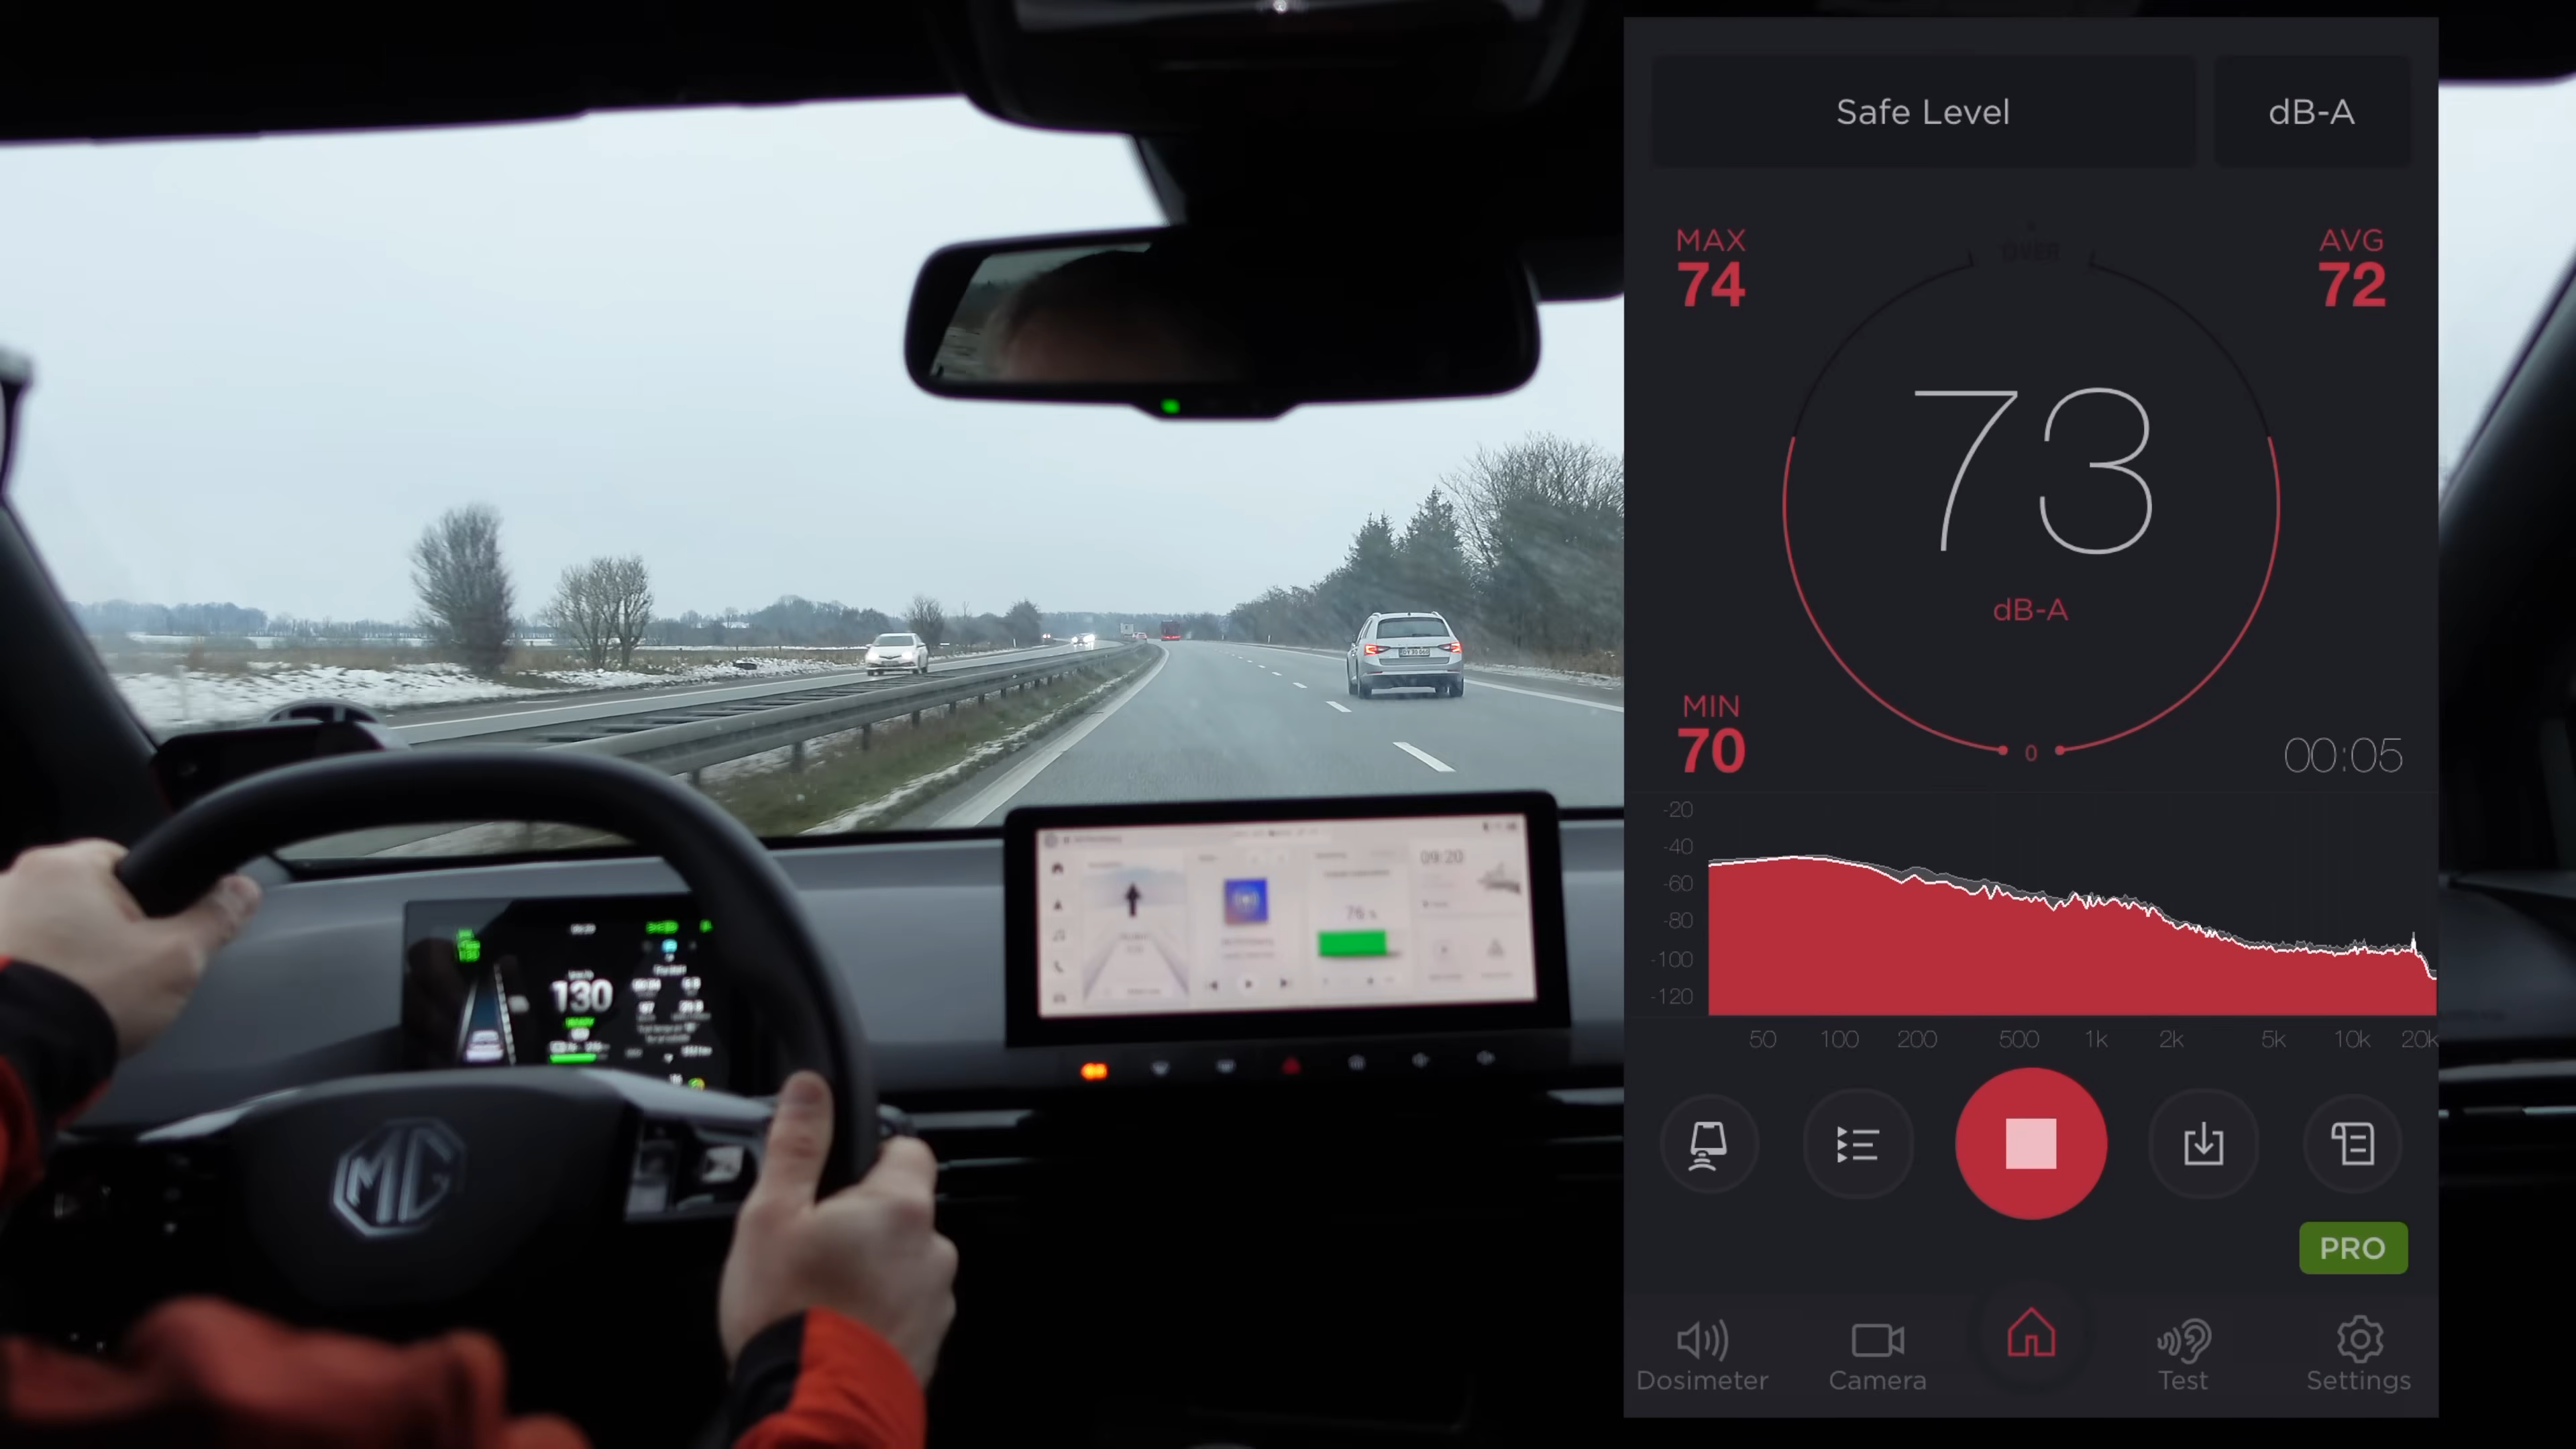 Safe Level
dB-A
MAX
74
AVG
72
73
dB-A
MIN
70
0
00:05
-20
-40
-60
-80
-100
-120
50 100 200 500 1k 2k 5k 10k 20k
PRO
Dosimeter
Camera
Test
Settings
09:20
76 %
130
MG